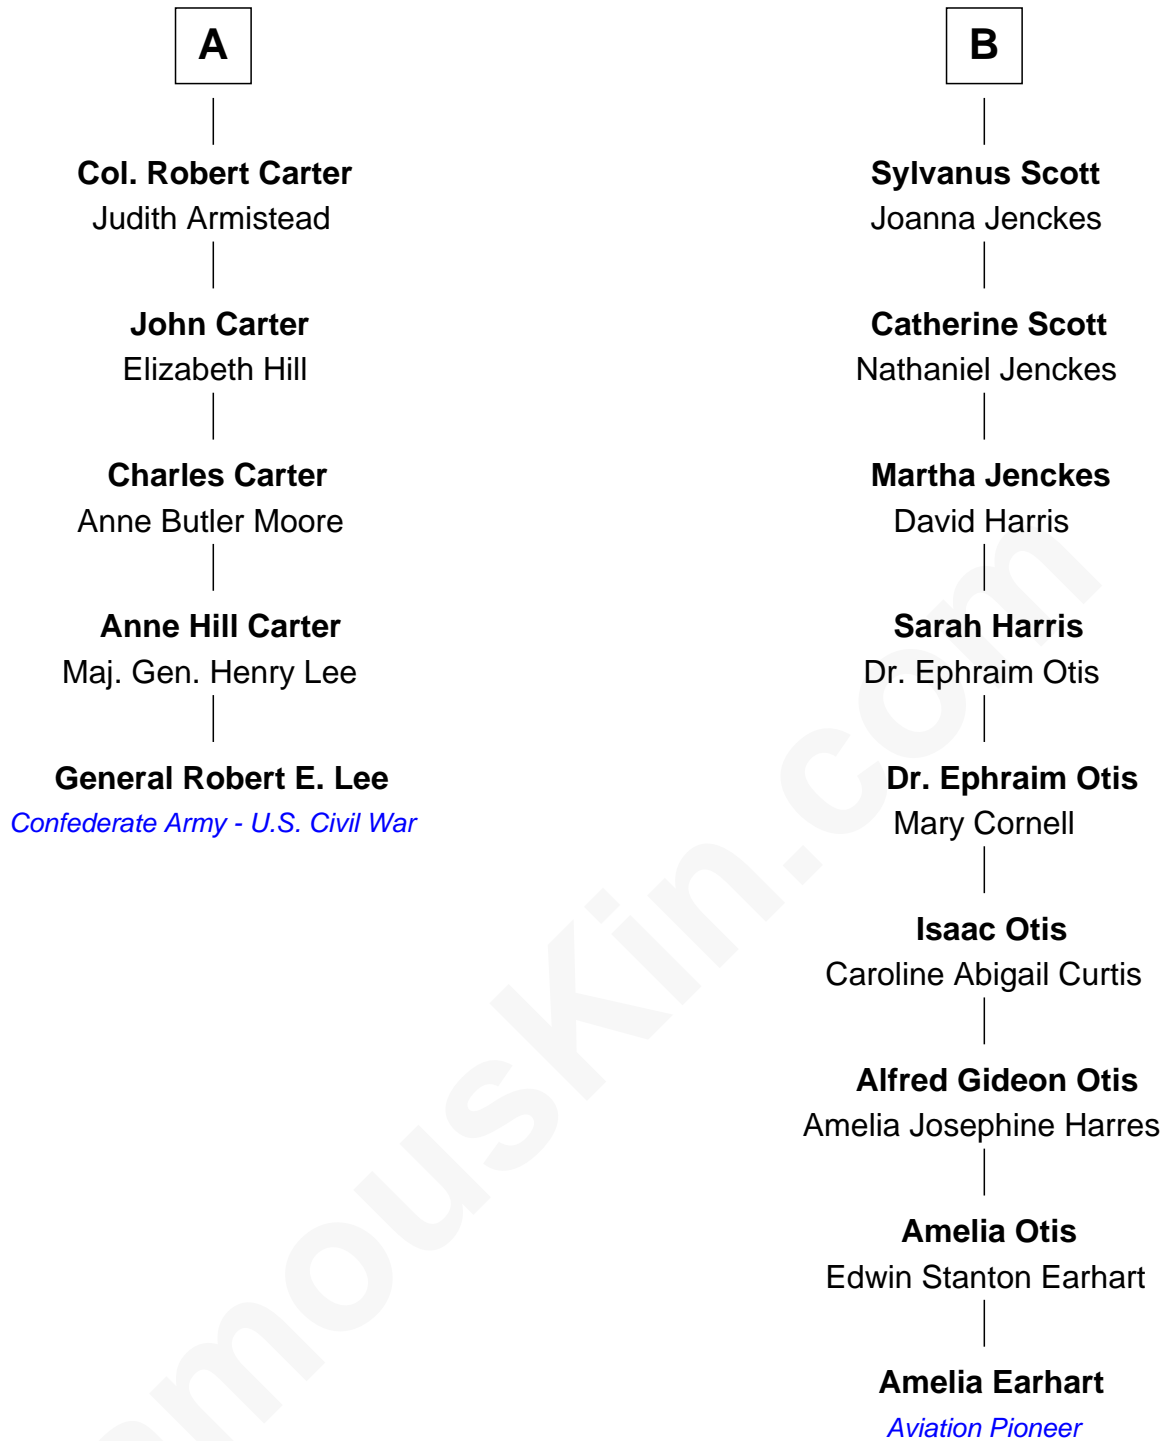 A
Col. Robert Carter
Judith Armistead
John Carter
Elizabeth Hill
Charles Carter
Anne Butler Moore
Anne Hill Carter
Maj. Gen. Henry Lee
General Robert E. Lee
Confederate Army - U.S. Civil War
B
Sylvanus Scott
Joanna Jenckes
Catherine Scott
Nathaniel Jenckes
Martha Jenckes
David Harris
Sarah Harris
Dr. Ephraim Otis
Dr. Ephraim Otis
Mary Cornell
Isaac Otis
Caroline Abigail Curtis
Alfred Gideon Otis
Amelia Josephine Harres
Amelia Otis
Edwin Stanton Earhart
Amelia Earhart
Aviation Pioneer
amouskin.com